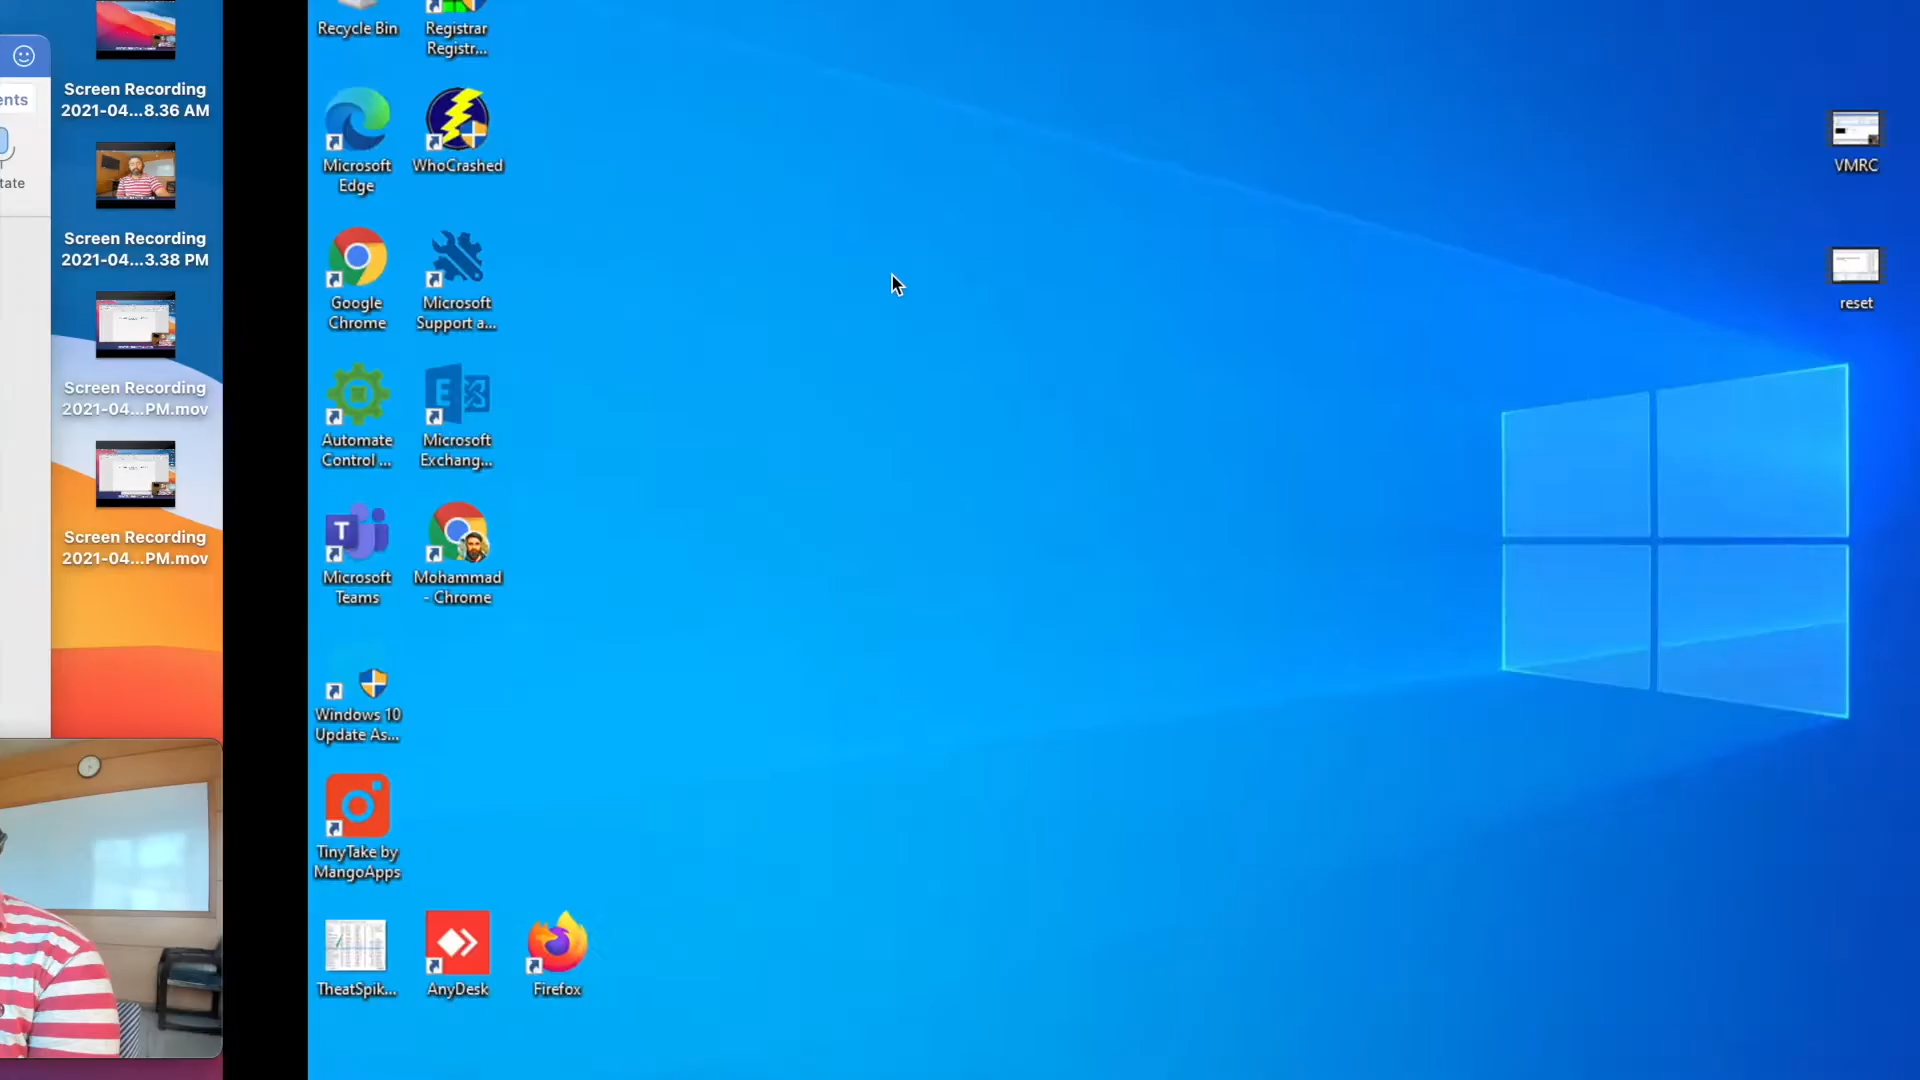 ents
tate
Screen Recording
2021-04...8.36 AM
Screen Recording
2021-04...3.38 PM
Screen Recording
2021-04...PM.mov
Screen Recording
2021-04...PM.mov
Recycle Bin
Registrar
Registr...
Microsoft
Edge
WhoCrashed
Google
Chrome
Microsoft
Support a...
Automate
Control ...
Microsoft
Exchang...
Microsoft
Teams
Mohammad
- Chrome
Windows 10
Update As...
TinyTake by
MangoApps
TheatSpik...
AnyDesk
Firefox
VMRC
reset